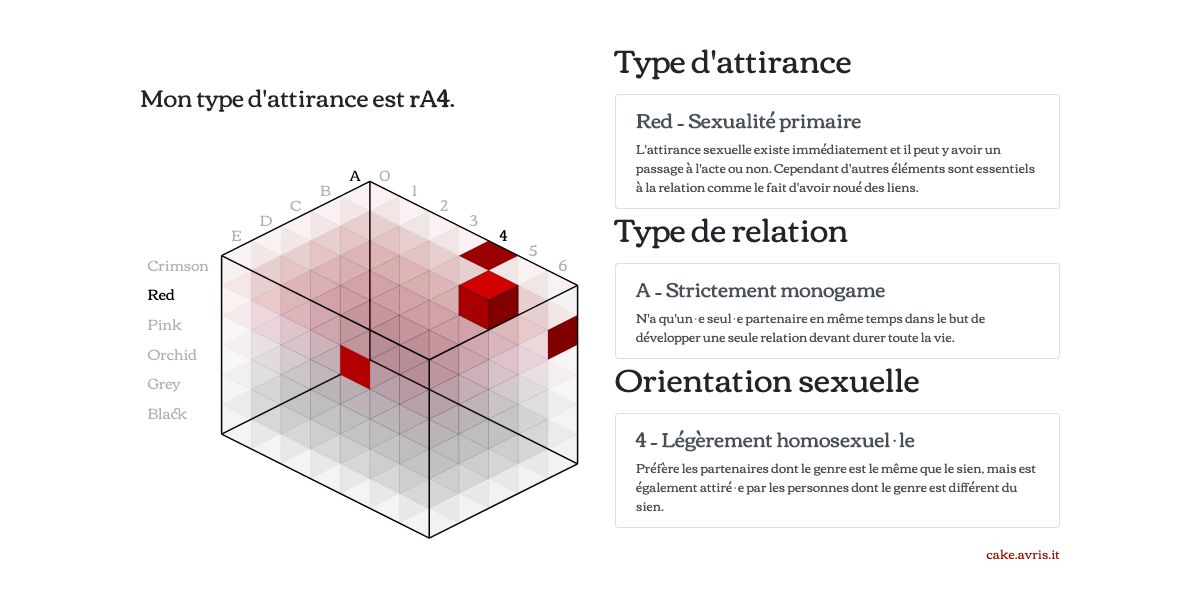 Mon type d'attirance est rA4.
A
O
B
1
C
2
D
3
E
4
5
6
Crimson
Red
Pink
Orchid
Grey
Black
Type d'attirance
Red - Sexualité primaire
L'attirance sexuelle existe immédiatement et il peut y avoir un
passage à l'acte ou non. Cependant d'autres éléments sont essentiels
à la relation comme le fait d'avoir noué des liens.
Type de relation
A - Strictement monogame
N'a qu'un·e seul·e partenaire en même temps dans le but de
développer une seule relation devant durer toute la vie.
Orientation sexuelle
4 - Légèrement homosexuel·le
Préfère les partenaires dont le genre est le même que le sien, mais est
également attiré·e par les personnes dont le genre est différent du
sien.
cake.avris.it